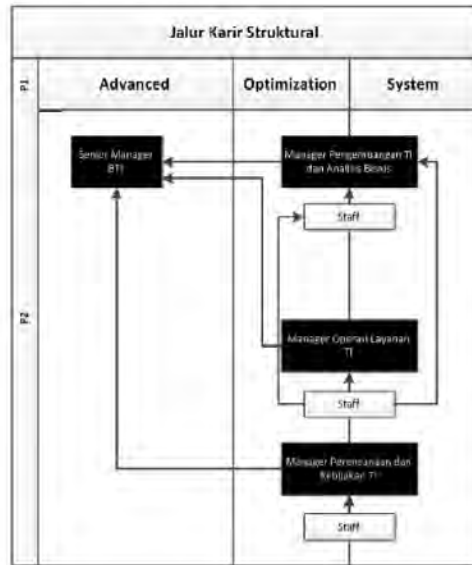 Jalur Karir Struktural
P1
Advanced
Optimization
System
P2
Senior Manager
BTI
Manager Pengembangan TI
dan Analisis Bisnis
Staff
Manager Operasi Layanan
TI
Staff
Manager Perencanaan dan
Kebijakan TI
Staff